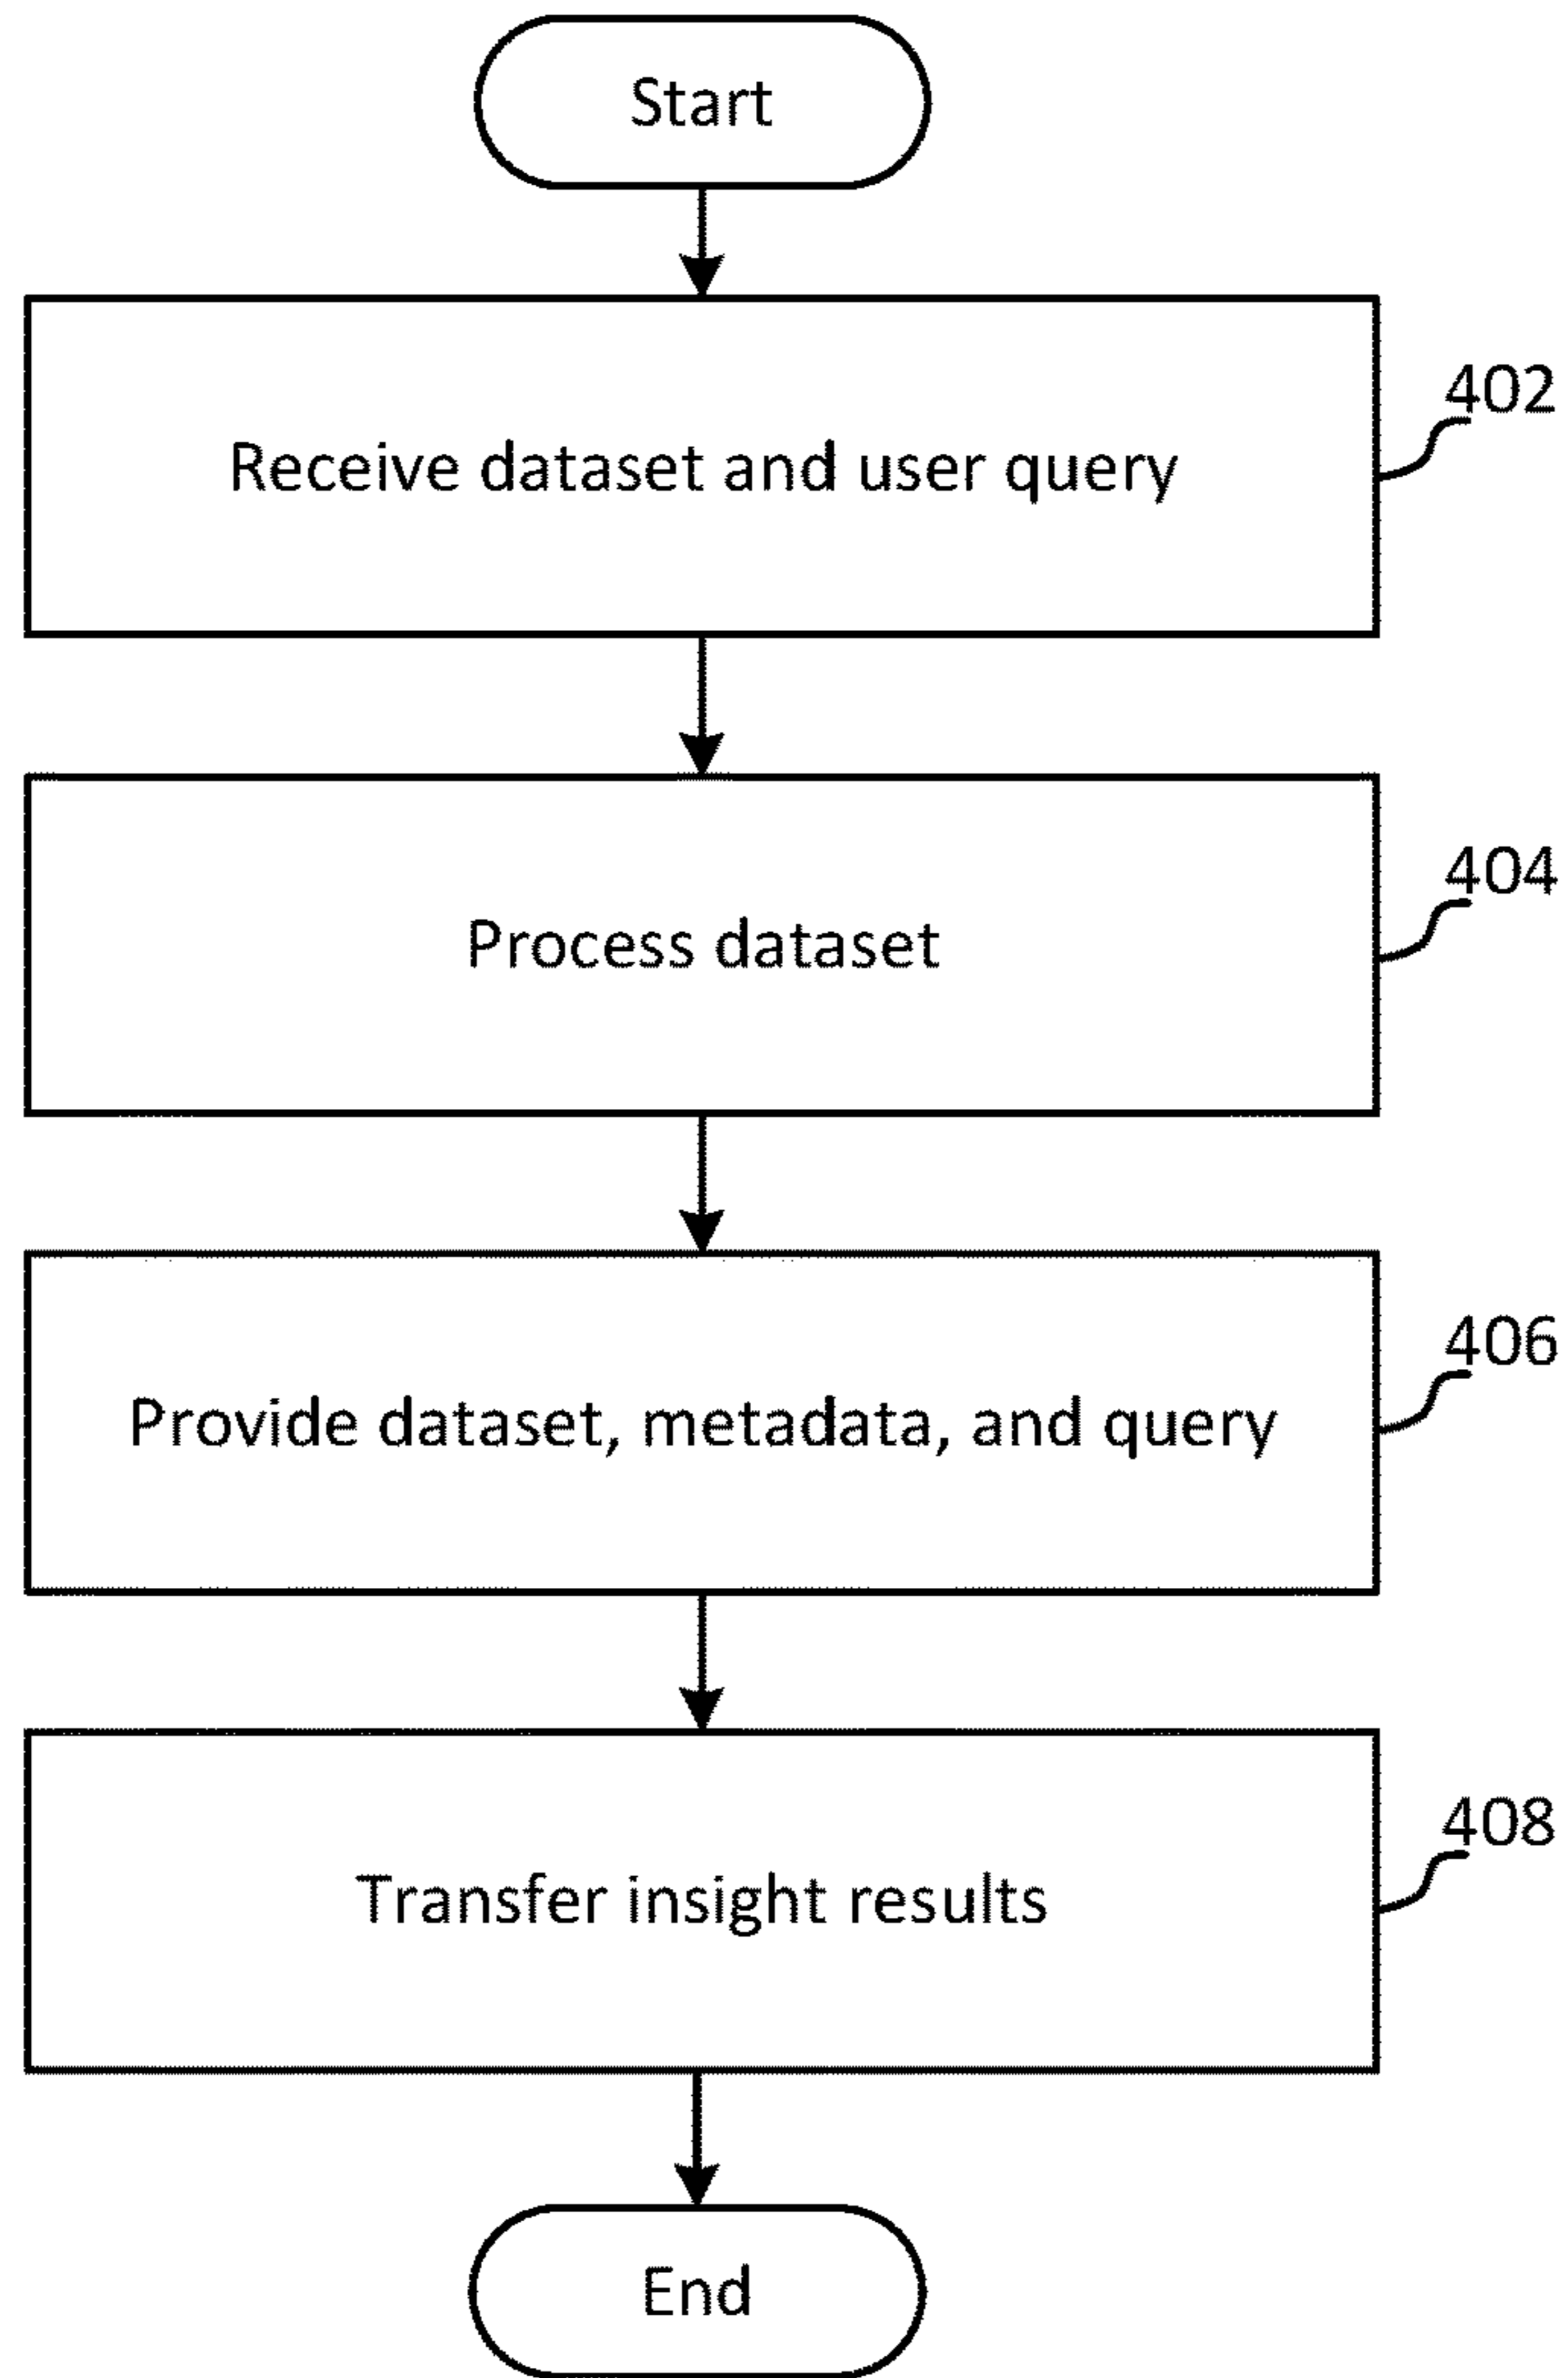 Start
Receive dataset and user query
402
Process dataset
404
Provide dataset, metadata, and query
406
Transfer insight results
408
End